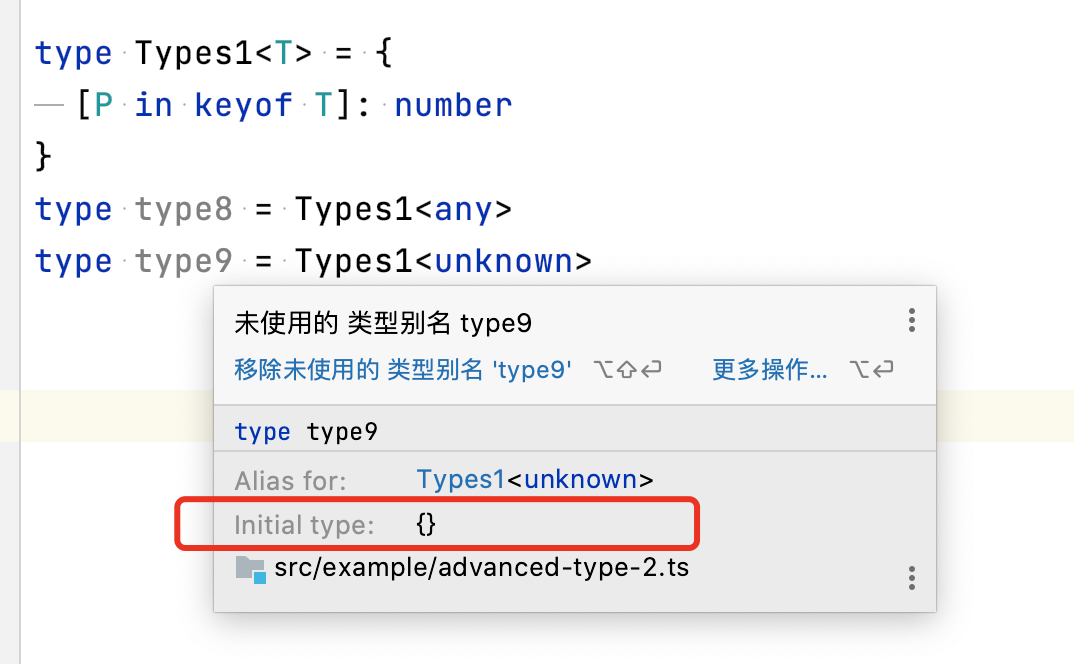 type Types1<T> = {
[P in keyof T]: number
}
type type8 = Types1<any>
type type9 = Types1<unknown>
未使用的 类型别名 type9
移除未使用的 类型别名 'type9' ⌥⇧⏎ 更多操作... ⌥⏎
type type9
Alias for: Types1<unknown>
Initial type: {}
src/example/advanced-type-2.ts